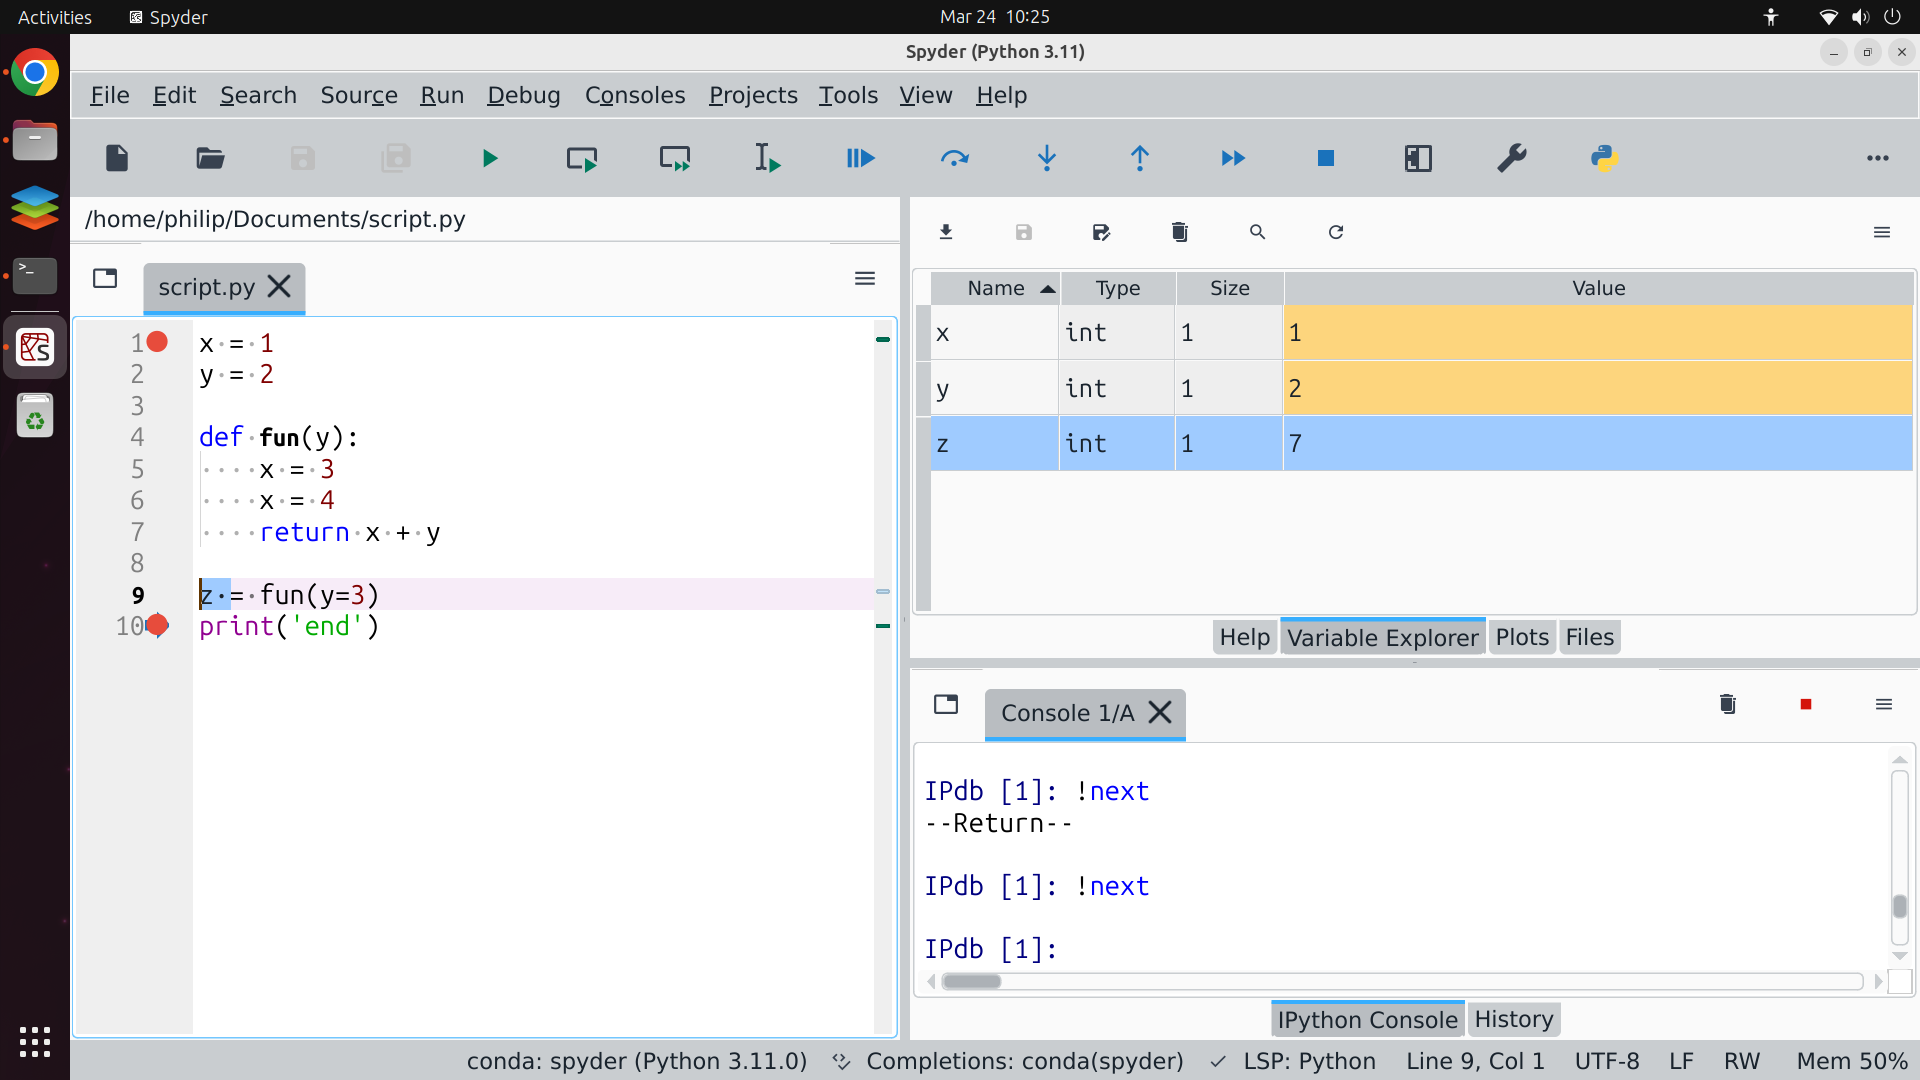 Activities Spyder Mar 24 10:25
Spyder (Python 3.11)
File Edit Search Source Run Debug Consoles Projects Tools View Help
/home/philip/Documents/script.py
script.py
1 x = 1
2 y = 2
3
4 def fun(y):
5 x = 3
6 x = 4
7 return x + y
8
9 z = fun(y=3)
10 print('end')
Name Type Size Value
x int 1 1
y int 1 2
z int 1 7
Help Variable Explorer Plots Files
Console 1/A
IPdb [1]: !next
--Return--
IPdb [1]: !next
IPdb [1]:
IPython Console History
conda: spyder (Python 3.11.0) Completions: conda(spyder) LSP: Python Line 9, Col 1 UTF-8 LF RW Mem 50%